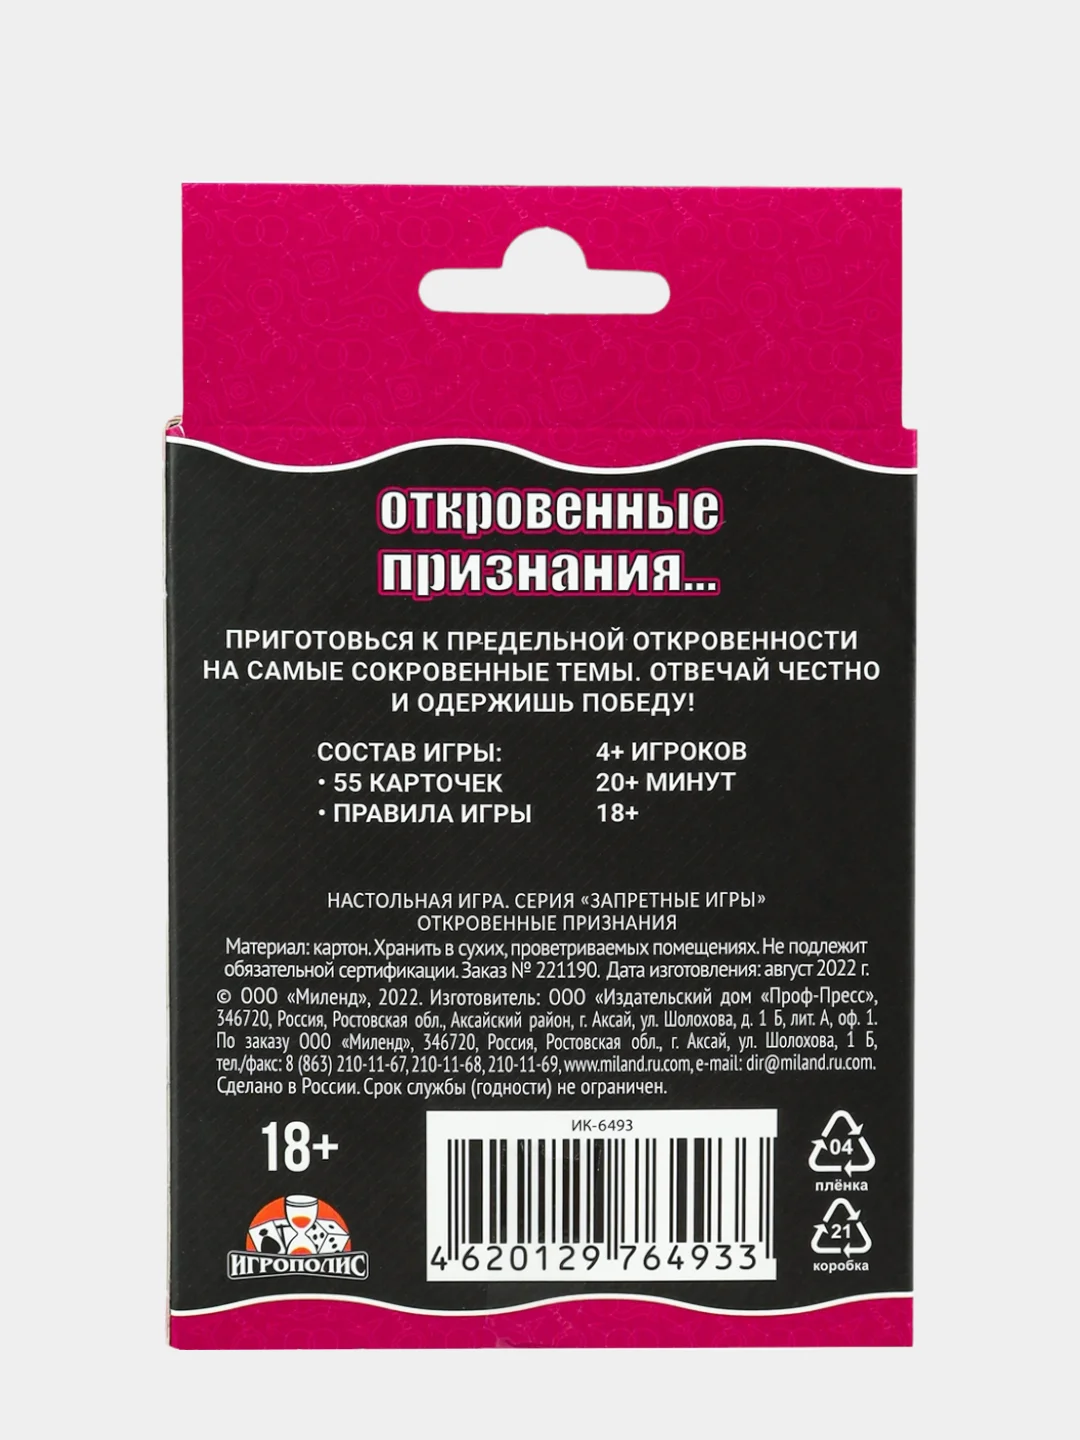 откровенные
признания...
ПРИГОТОВЬСЯ К ПРЕДЕЛЬНОЙ ОТКРОВЕННОСТИ
НА САМЫЕ СОКРОВЕННЫЕ ТЕМЫ. ОТВЕЧАЙ ЧЕСТНО
И ОДЕРЖИШЬ ПОБЕДУ!
СОСТАВ ИГРЫ:
• 55 КАРТОЧЕК
• ПРАВИЛА ИГРЫ
4+ ИГРОКОВ
20+ МИНУТ
18+
НАСТОЛЬНАЯ ИГРА. СЕРИЯ «ЗАПРЕТНЫЕ ИГРЫ»
ОТКРОВЕННЫЕ ПРИЗНАНИЯ
Материал: картон. Хранить в сухих, проветриваемых помещениях. Не подлежит
обязательной сертификации. Заказ № 221190. Дата изготовления: август 2022 г.
© ООО «Миленд», 2022. Изготовитель: ООО «Издательский дом «Проф-Пресс»,
346720, Россия, Ростовская обл., Аксайский район, г. Аксай, ул. Шолохова, д. 1 Б, лит. А, оф. 1.
По заказу ООО «Миленд», 346720, Россия, Ростовская обл., г. Аксай, ул. Шолохова, 1 Б,
тел./факс: 8 (863) 210-11-67, 210-11-68, 210-11-69, www.miland.ru.com, e-mail: dir@miland.ru.com.
Сделано в России. Срок службы (годности) не ограничен.
18+
ИГРОПОЛИС
ИК-6493
4 620129 764933
04
плёнка
21
коробка